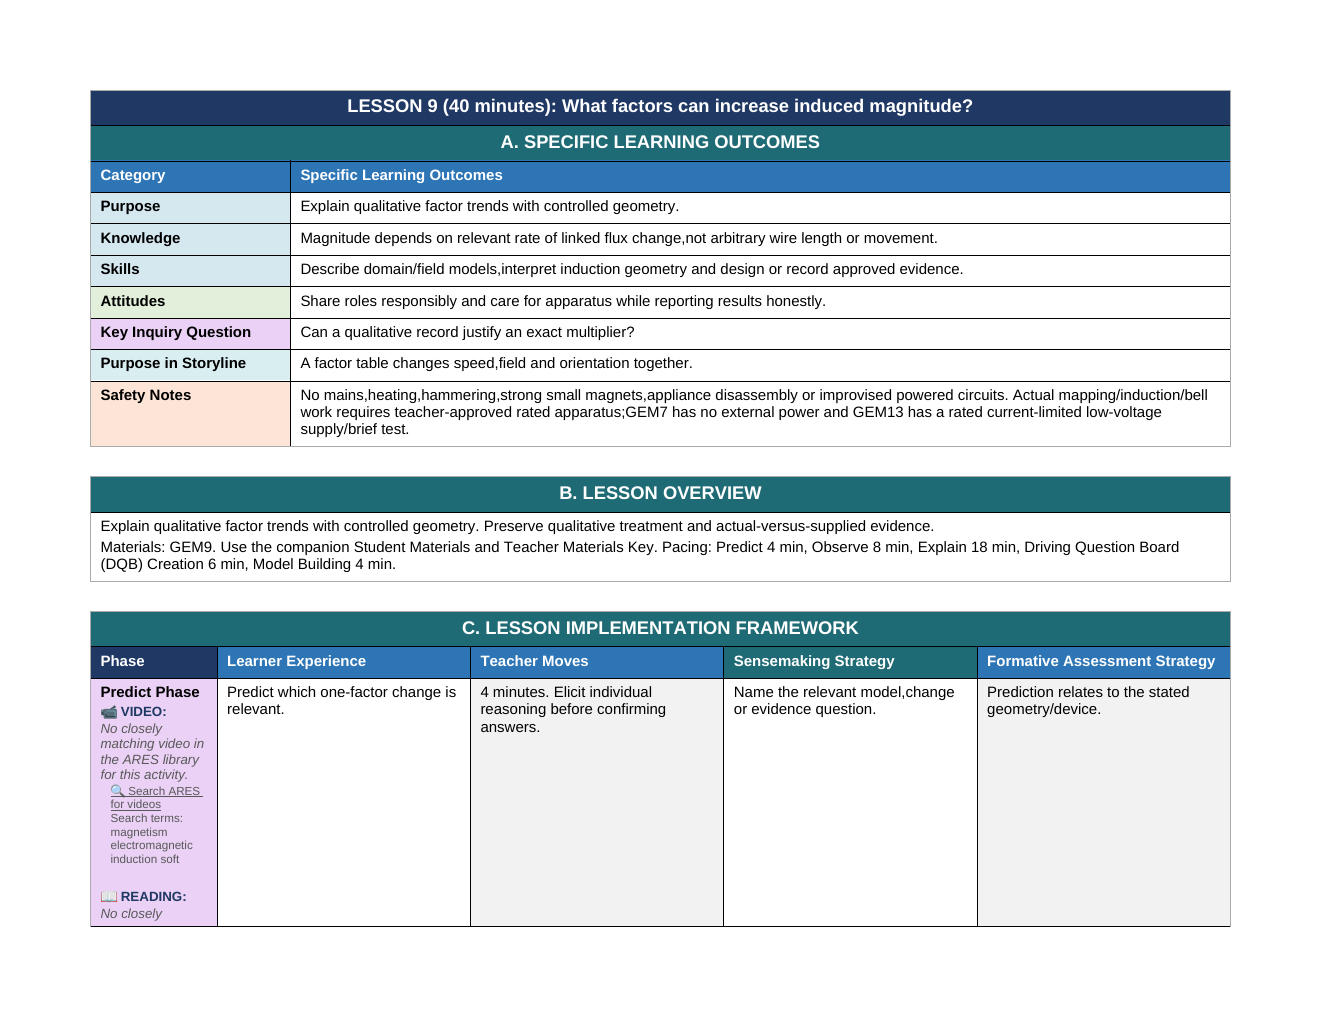 LESSON 9 (40 minutes): What factors can increase induced magnitude?
A. SPECIFIC LEARNING OUTCOMES
Category
Specific Learning Outcomes
Purpose
Explain qualitative factor trends with controlled geometry.
Knowledge
Magnitude depends on relevant rate of linked flux change,not arbitrary wire length or movement.
Skills
Describe domain/field models,interpret induction geometry and design or record approved evidence.
Attitudes
Share roles responsibly and care for apparatus while reporting results honestly.
Key Inquiry Question
Can a qualitative record justify an exact multiplier?
Purpose in Storyline
A factor table changes speed,field and orientation together.
Safety Notes
No mains,heating,hammering,strong small magnets,appliance disassembly or improvised powered circuits. Actual mapping/induction/bell
work requires teacher-approved rated apparatus;GEM7 has no external power and GEM13 has a rated current-limited low-voltage
supply/brief test.
B. LESSON OVERVIEW
Explain qualitative factor trends with controlled geometry. Preserve qualitative treatment and actual-versus-supplied evidence.
Materials: GEM9. Use the companion Student Materials and Teacher Materials Key. Pacing: Predict 4 min, Observe 8 min, Explain 18 min, Driving Question Board
(DQB) Creation 6 min, Model Building 4 min.
C. LESSON IMPLEMENTATION FRAMEWORK
Phase
Learner Experience
Teacher Moves
Sensemaking Strategy
Formative Assessment Strategy
Predict Phase
📹 VIDEO:
No closely
matching video in
the ARES library
for this activity.
🔍 Search ARES
for videos
Search terms:
magnetism
electromagnetic
induction soft
📖 READING:
No closely
Predict which one-factor change is
relevant.
4 minutes. Elicit individual
reasoning before confirming
answers.
Name the relevant model,change
or evidence question.
Prediction relates to the stated
geometry/device.